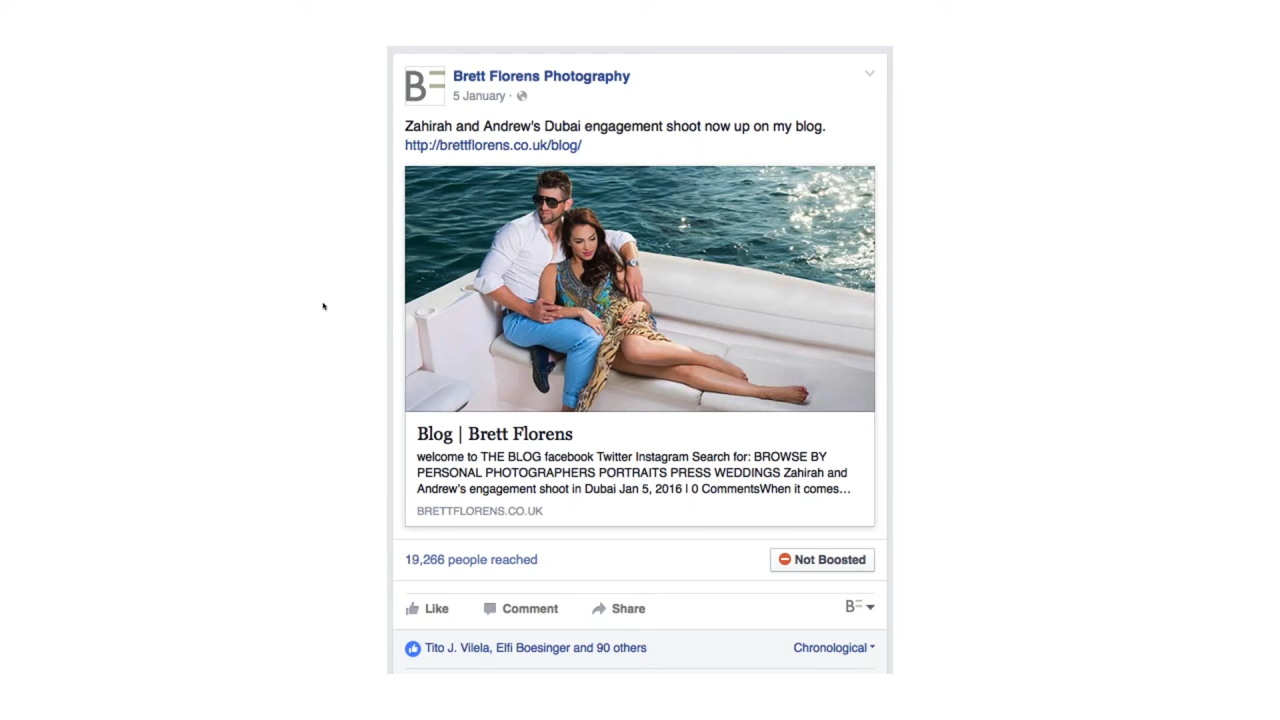 BF
Brett Florens Photography
5 January ·
Zahirah and Andrew's Dubai engagement shoot now up on my blog.
http://brettflorens.co.uk/blog/
Blog | Brett Florens
welcome to THE BLOG facebook Twitter Instagram Search for: BROWSE BY
PERSONAL PHOTOGRAPHERS PORTRAITS PRESS WEDDINGS Zahirah and
Andrew's engagement shoot in Dubai Jan 5, 2016 | 0 CommentsWhen it comes...
BRETTFLORENS.CO.UK
19,266 people reached
Not Boosted
Like Comment Share BF
Tito J. Vilela, Elfi Boesinger and 90 others Chronological